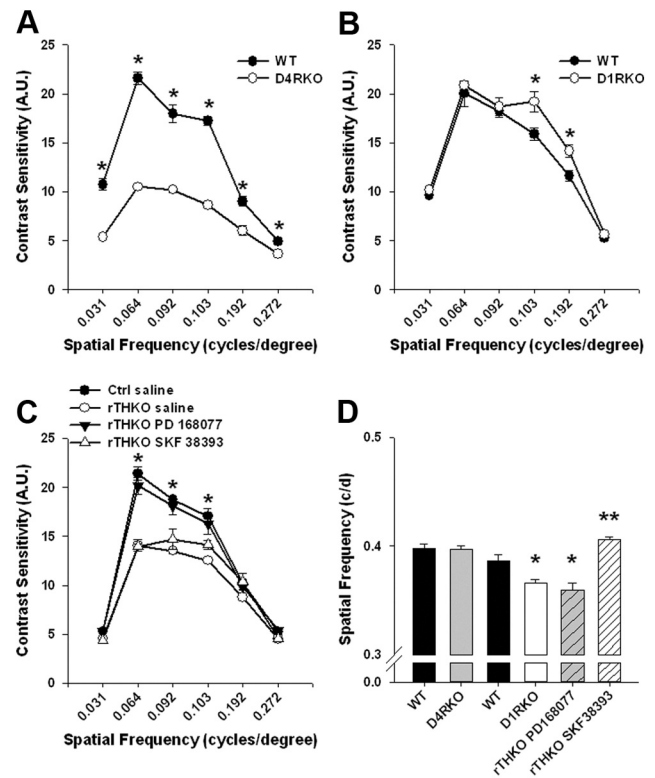 A
Contrast Sensitivity (A.U.)
25
20
15
10
5
0
WT
D4RKO
* * * * * *
0.031 0.064 0.092 0.103 0.192 0.272
Spatial Frequency (cycles/degree)
B
Contrast Sensitivity (A.U.)
25
20
15
10
5
0
WT
D1RKO
* *
0.031 0.064 0.092 0.103 0.192 0.272
Spatial Frequency (cycles/degree)
C
Ctrl saline
rTHKO saline
rTHKO PD 168077
rTHKO SKF 38393
Contrast Sensitivity (A.U.)
25
20
15
10
5
0
* * *
0.031 0.064 0.092 0.103 0.192 0.272
Spatial Frequency (cycles/degree)
D
Spatial Frequency (c/d)
0.5
0.4
0.3
0.0
* * **
WT D4RKO WT D1RKO rTHKO PD168077 rTHKO SKF38393